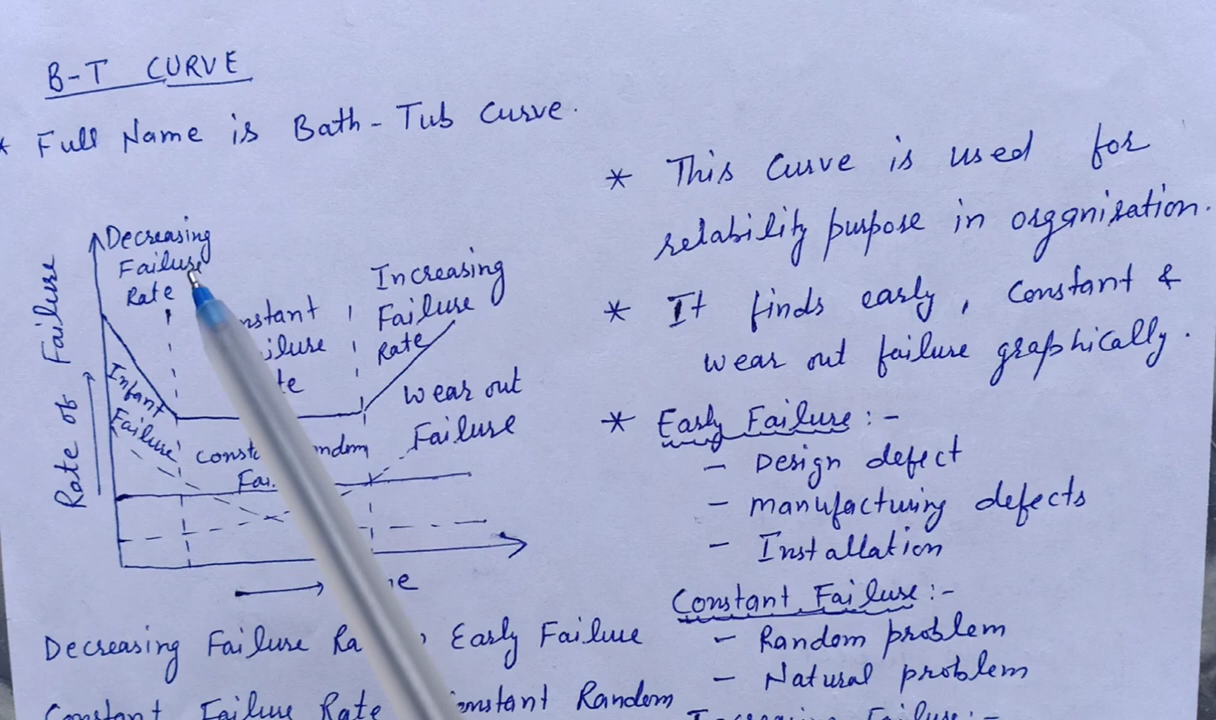 B-T CURVE
* Full Name is Bath-Tub Curve.
Decreasing
Failure
Rate
Increasing
Failure
Rate
Rate of Failure
Infant
Failure
wear out
Failure
Decreasing Failure Early Failure
Constant Failure Rate Random
* This Curve is used for
relability purpose in organisation.
* It finds early, Constant &
wear out failure graphically.
* Early Failure :-
- Design defect
- manufacturing defects
- Installation
Constant Failure :-
- Random problem
- Natural problem